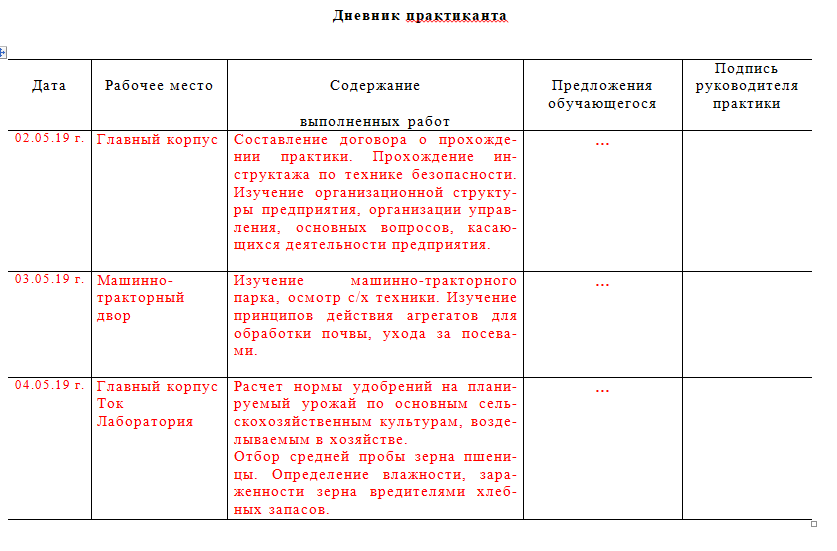 Дневник практиканта
Дата
Рабочее место
Содержание
выполненных работ
Предложения
обучающегося
Подпись
руководителя
практики
02.05.19 г.
Главный корпус
Составление договора о прохожде-
нии практики. Прохождение ин-
структажа по технике безопасности.
Изучение организационной структу-
ры предприятия, организации управ-
ления, основных вопросов, касаю-
щихся деятельности предприятия.
...
03.05.19 г.
Машинно-
тракторный
двор
Изучение машинно-тракторного
парка, осмотр с/х техники. Изучение
принципов действия агрегатов для
обработки почвы, ухода за посева-
ми.
...
04.05.19 г.
Главный корпус
Ток
Лаборатория
Расчет нормы удобрений на плани-
руемый урожай по основным сель-
скохозяйственным культурам, возде-
лываемым в хозяйстве.
Отбор средней пробы зерна пшени-
цы. Определение влажности, зара-
женности зерна вредителями хлеб-
ных запасов.
...